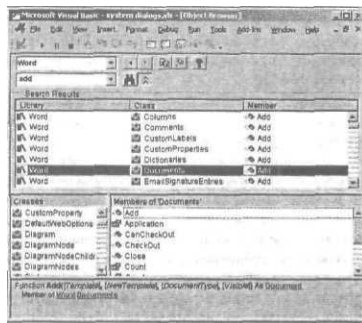 Microsoft Visual Basic - system dialogs.xls - [Object Browser]
File Edit View Insert Format Debug Run Tools Add-Ins Window Help
Word
add
Search Results
Library Class Member
Word Columns Add
Word Comments Add
Word CustomLabels Add
Word CustomProperties Add
Word Dictionaries Add
Word Documents Add
Word EmailSignatureEntries Add
Classes Members of 'Documents'
CustomProperty Add
DefaultWebOptions Application
Diagram CanCheckOut
DiagramNode CheckOut
DiagramNodeChildr Close
DiagramNodes Count
Function Add([Template], [NewTemplate], [DocumentType], [Visible]) As Document
Member of Word.Documents